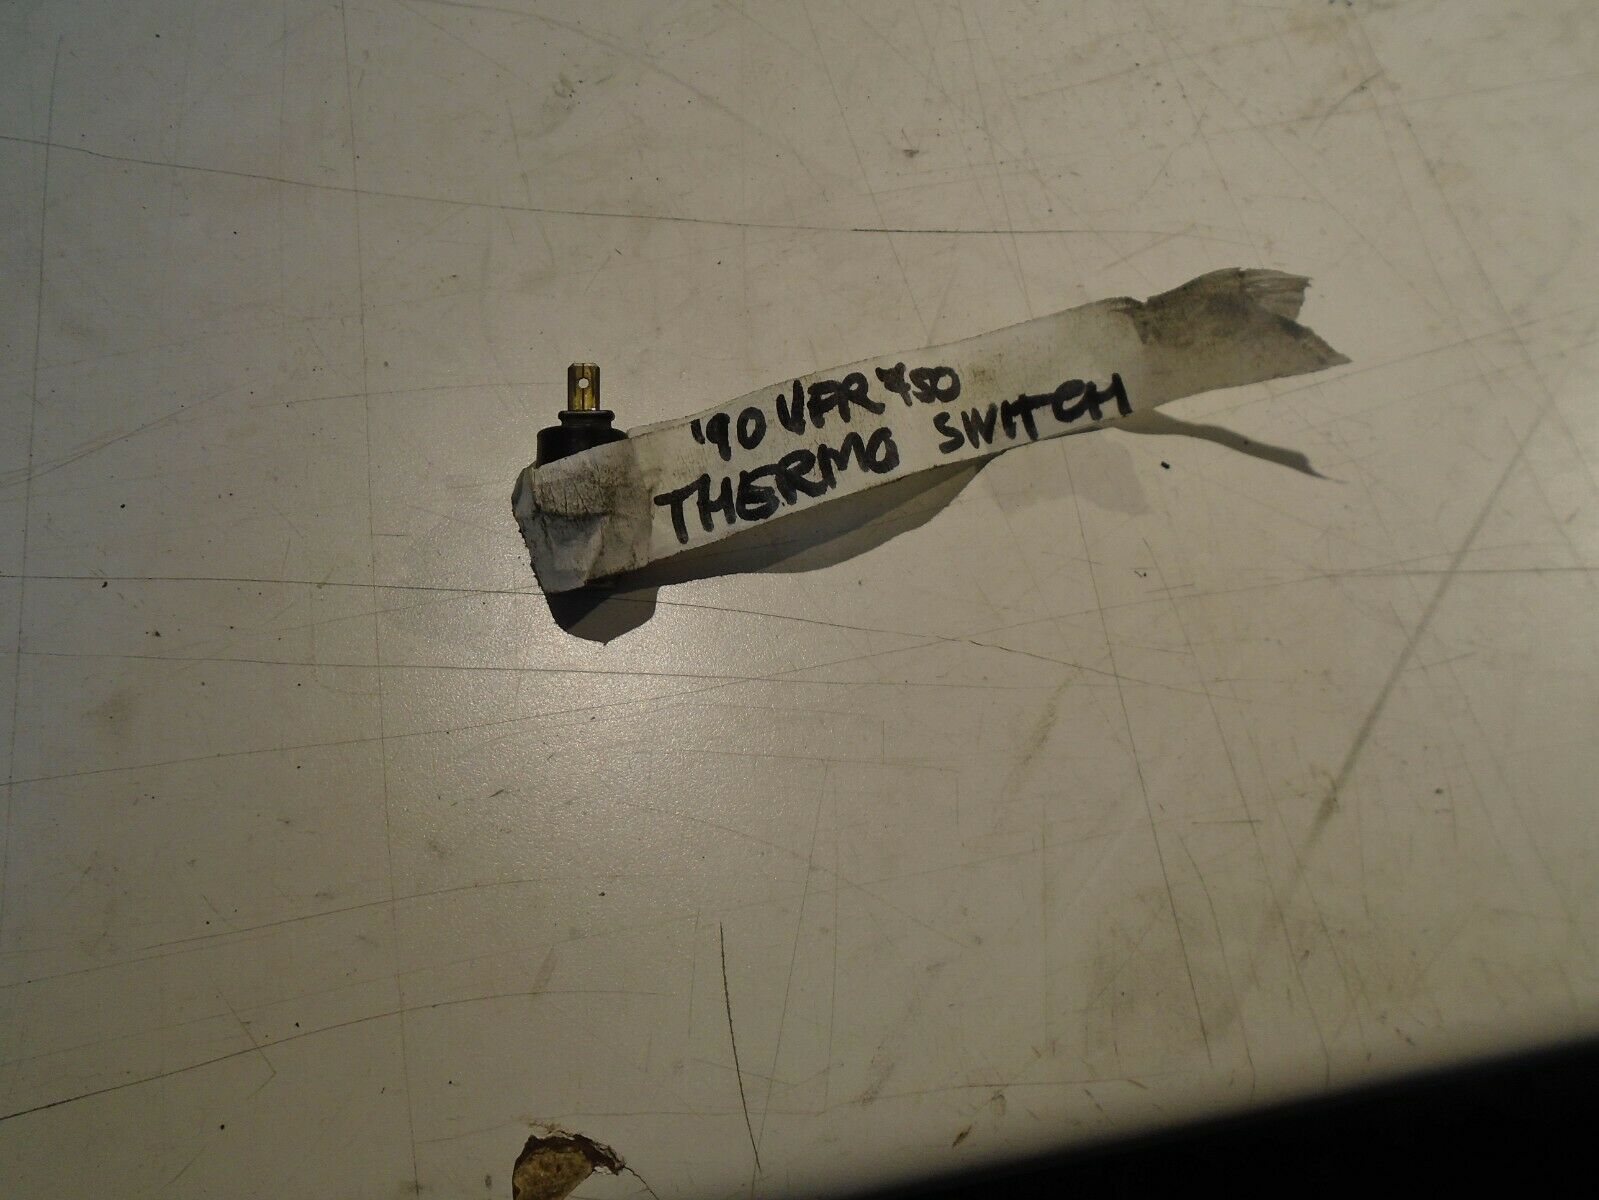 '90 VFR 750
THERMO SWITCH